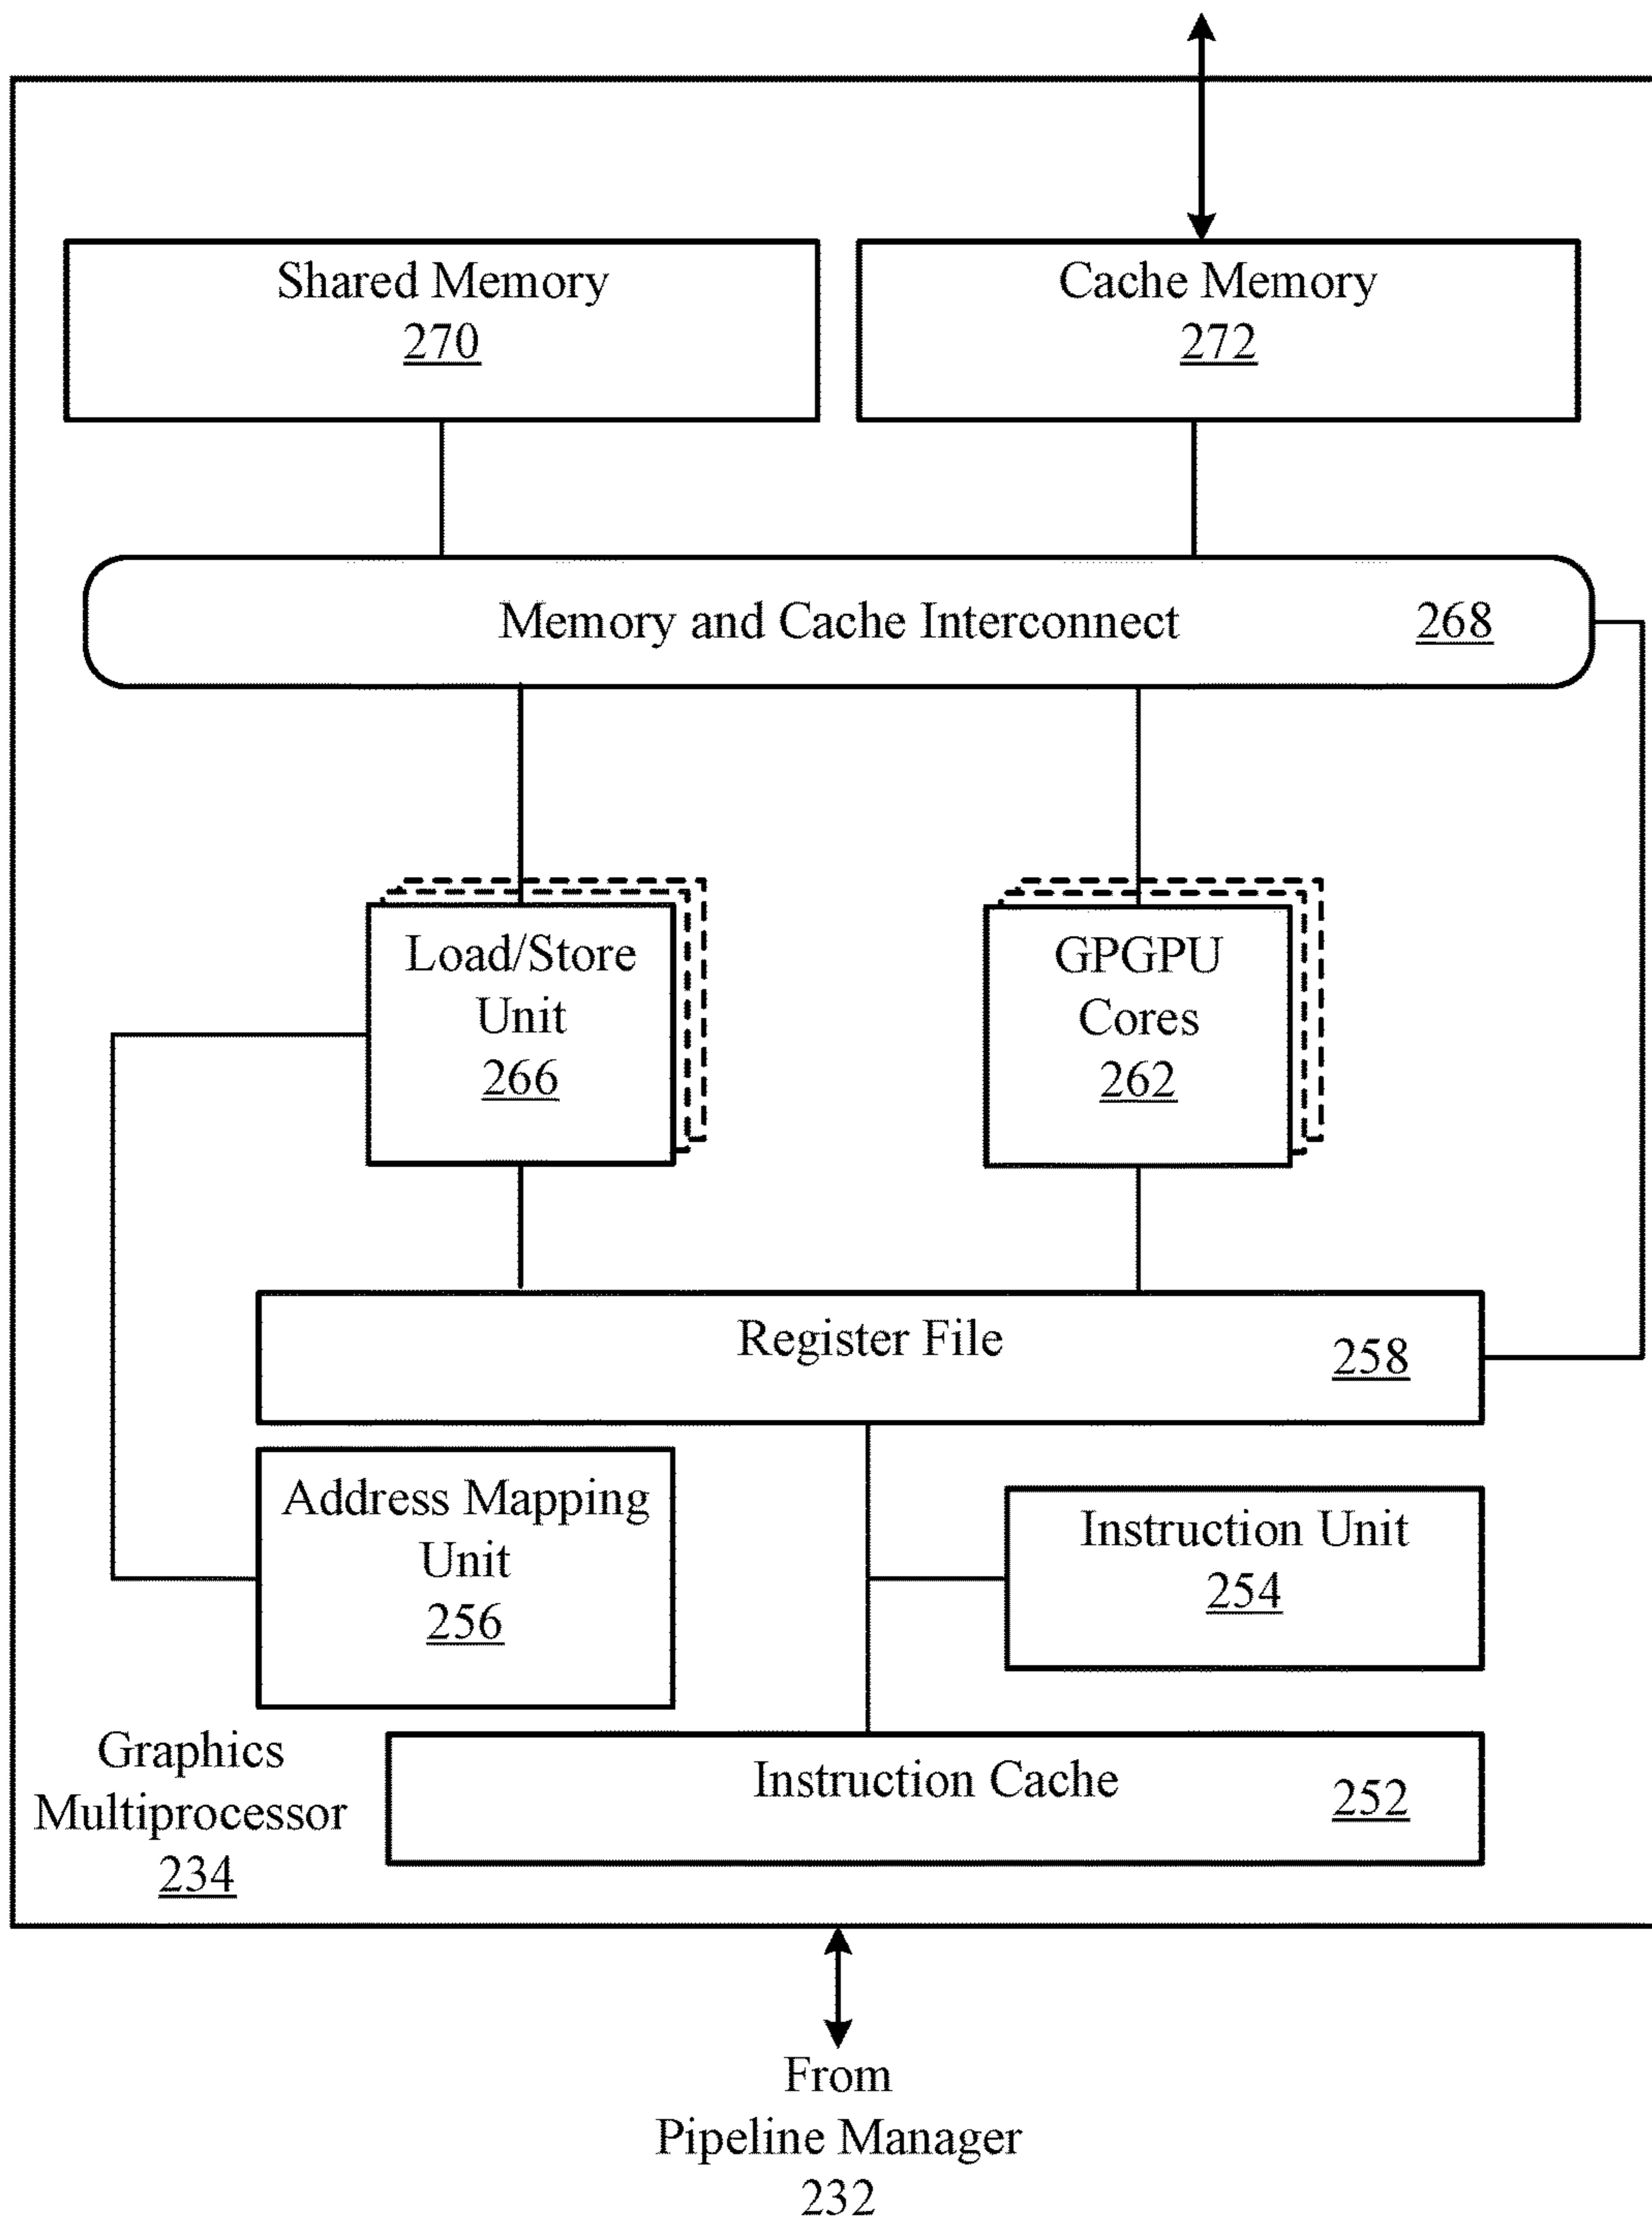 Shared Memory
270
Cache Memory
272
Memory and Cache Interconnect 268
Load/Store
Unit
266
GPGPU
Cores
262
Register File 258
Address Mapping
Unit
256
Instruction Unit
254
Graphics
Multiprocessor
234
Instruction Cache 252
From
Pipeline Manager
232